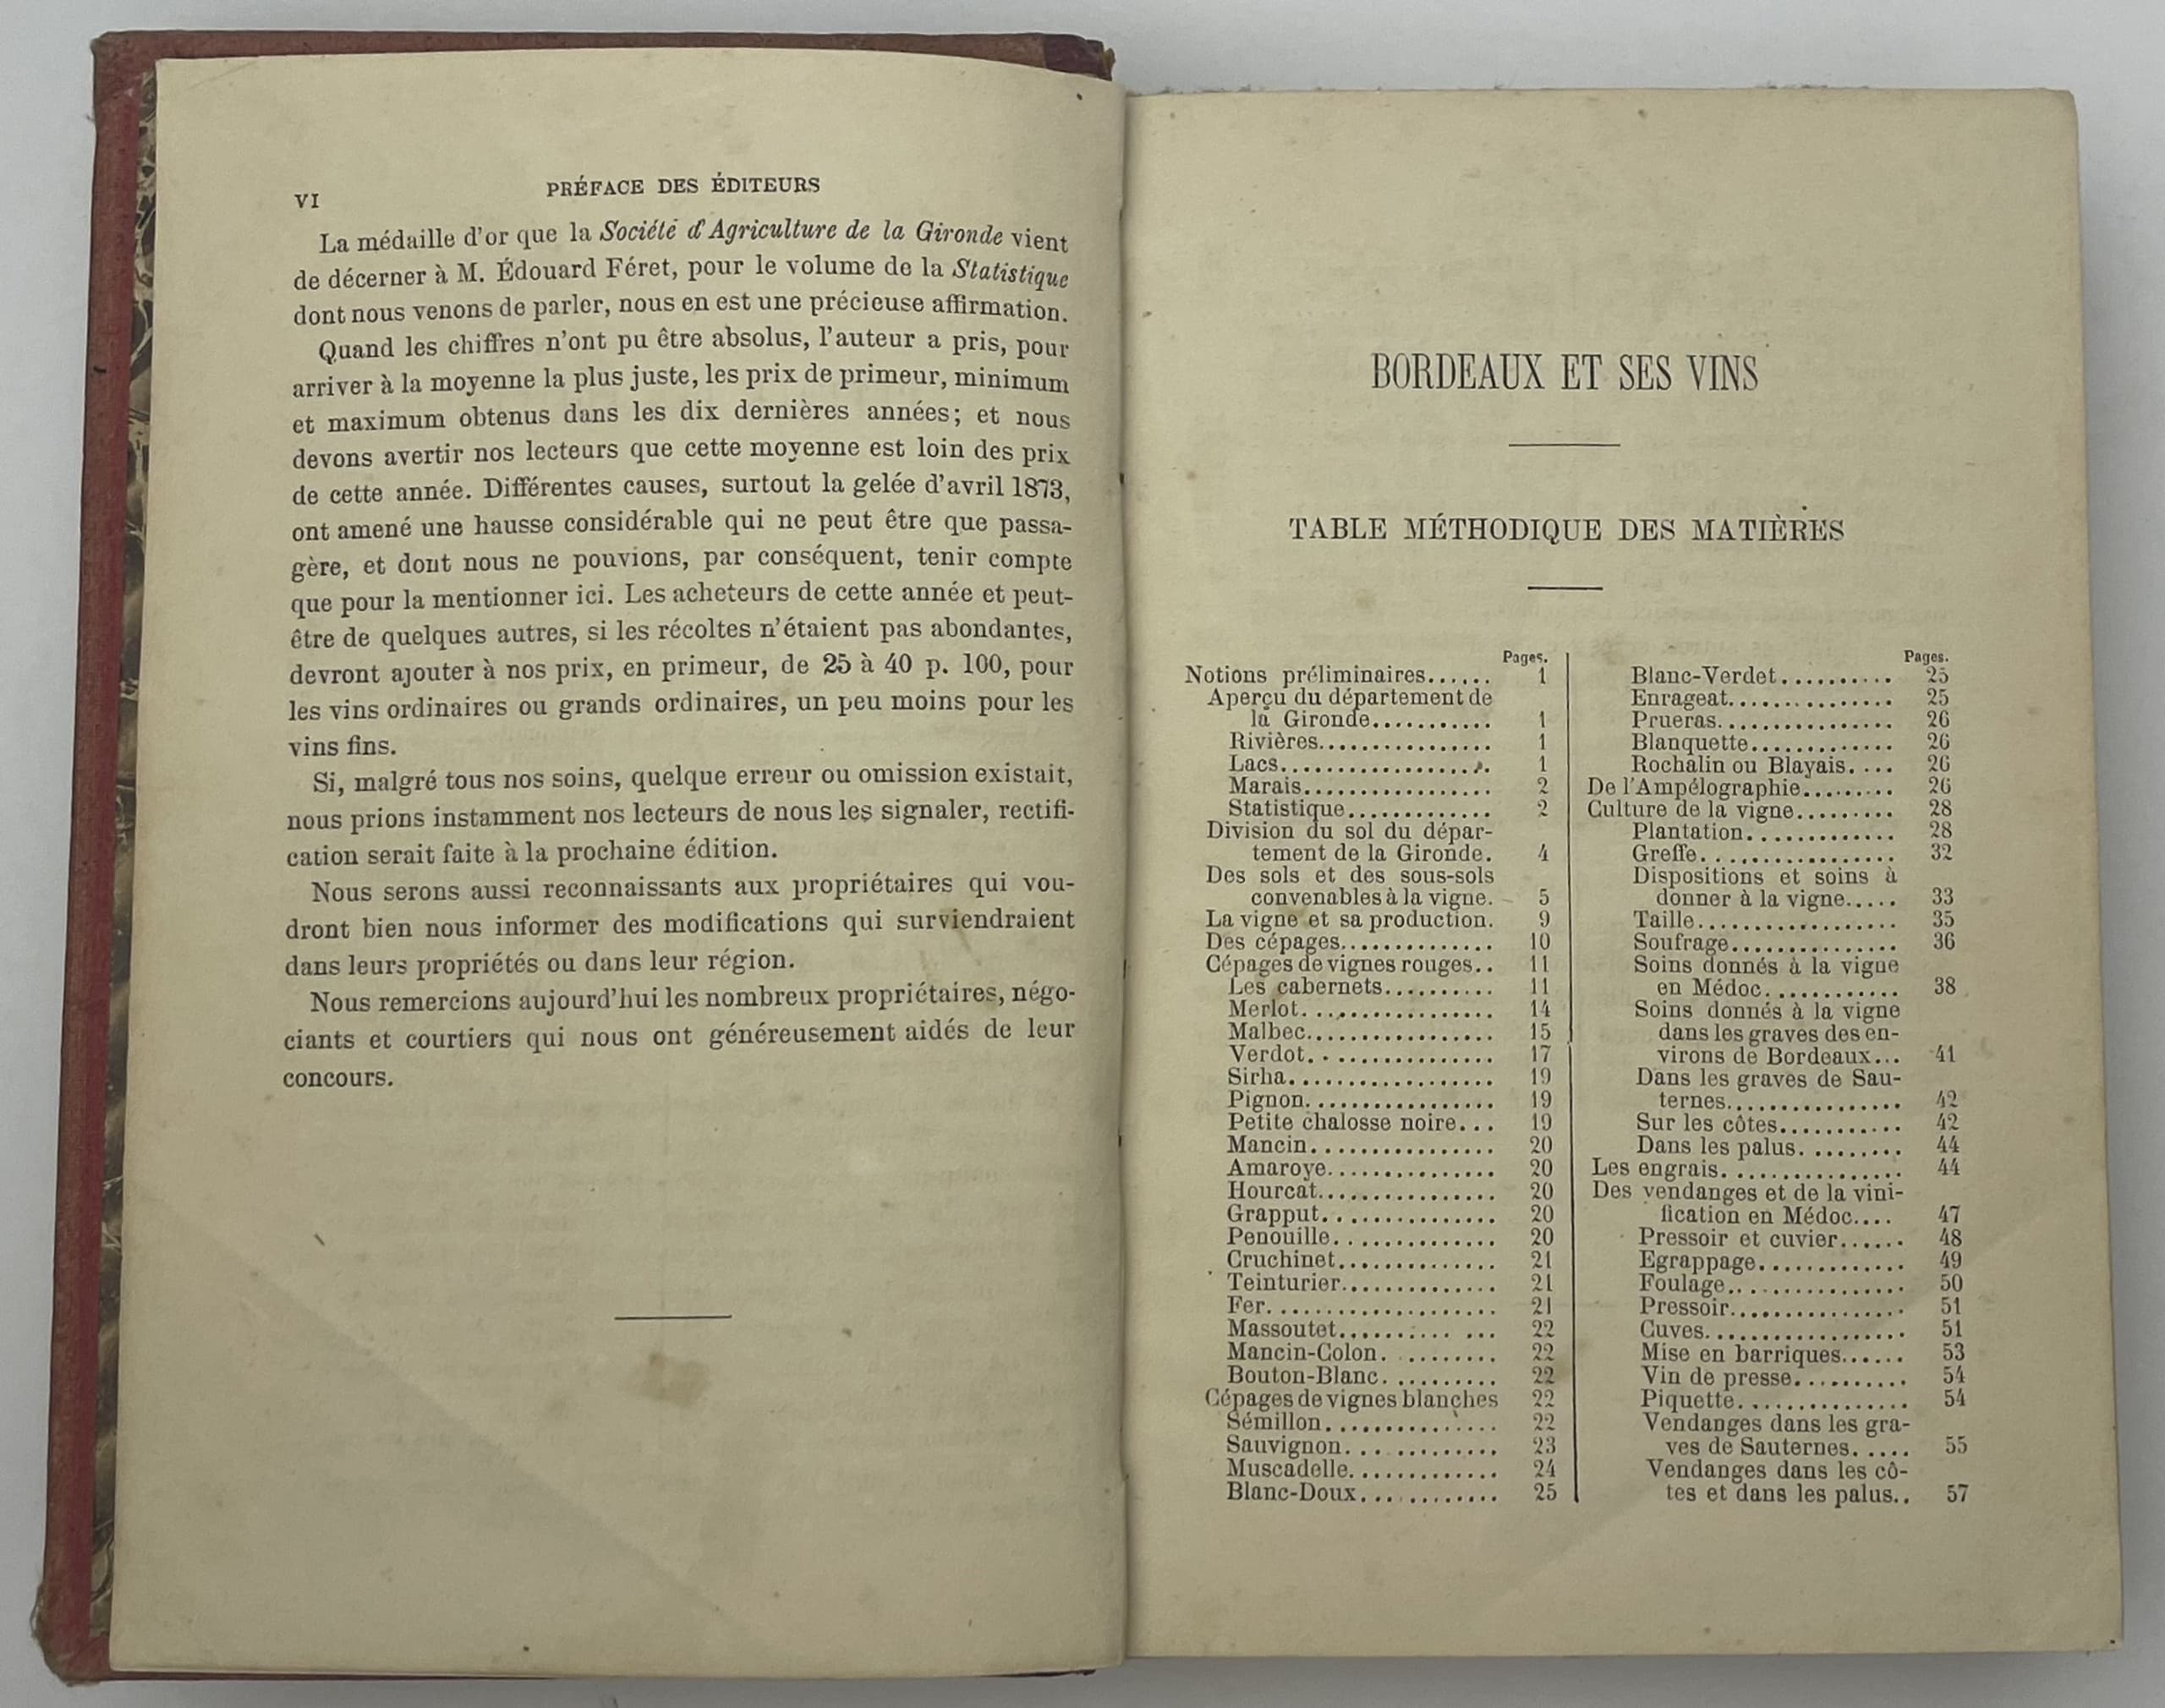 VI
PRÉFACE DES ÉDITEURS
La médaille d'or que la Société d'Agriculture de la Gironde vient
de décerner à M. Édouard Féret, pour le volume de la Statistique
dont nous venons de parler, nous en est une précieuse affirmation.
Quand les chiffres n'ont pu être absolus, l'auteur a pris, pour
arriver à la moyenne la plus juste, les prix de primeur, minimum
et maximum obtenus dans les dix dernières années; et nous
devons avertir nos lecteurs que cette moyenne est loin des prix
de cette année. Différentes causes, surtout la gelée d'avril 1873,
ont amené une hausse considérable qui ne peut être que passa-
gère, et dont nous ne pouvions, par conséquent, tenir compte
que pour la mentionner ici. Les acheteurs de cette année et peut-
être de quelques autres, si les récoltes n'étaient pas abondantes,
devront ajouter à nos prix, en primeur, de 25 à 40 p. 100, pour
les vins ordinaires ou grands ordinaires, un peu moins pour les
vins fins.
Si, malgré tous nos soins, quelque erreur ou omission existait,
nous prions instamment nos lecteurs de nous les signaler, rectifi-
cation serait faite à la prochaine édition.
Nous serons aussi reconnaissants aux propriétaires qui vou-
dront bien nous informer des modifications qui surviendraient
dans leurs propriétés ou dans leur région.
Nous remercions aujourd'hui les nombreux propriétaires, négo-
ciants et courtiers qui nous ont généreusement aidés de leur
concours.
BORDEAUX ET SES VINS
TABLE MÉTHODIQUE DES MATIÈRES
Pages.
Notions préliminaires...... 1
Aperçu du département de
la Gironde........... 1
Rivières................ 1
Lacs................... 1
Marais................. 2
Statistique............. 2
Division du sol du dépar-
tement de la Gironde. 4
Des sols et des sous-sols
convenables à la vigne. 5
La vigne et sa production. 9
Des cépages............. 10
Cépages de vignes rouges.. 11
Les cabernets.......... 11
Merlot................. 14
Malbec................. 15
Verdot................. 17
Sirha.................. 19
Pignon................. 19
Petite chalosse noire... 19
Mancin................ 20
Amaroye............... 20
Hourcat................ 20
Grapput............... 20
Penouille.............. 20
Cruchinet.............. 21
Teinturier.............. 21
Fer.................... 21
Massoutet.......... ... 22
Mancin-Colon. ......... 22
Bouton-Blanc. ......... 22
Cépages de vignes blanches 22
Sémillon............... 22
Sauvignon............. 23
Muscadelle............. 24
Blanc-Doux............ 25
Pages.
Blanc-Verdet.......... 25
Enrageat............... 25
Prueras................ 26
Blanquette............. 26
Rochalin ou Blayais.... 26
De l'Ampélographie......... 26
Culture de la vigne......... 28
Plantation............. 28
Greffe................. 32
Dispositions et soins à
donner à la vigne..... 33
Taille.................. 35
Soufrage............... 36
Soins donnés à la vigne
en Médoc............ 38
Soins donnés à la vigne
dans les graves des en-
virons de Bordeaux... 41
Dans les graves de Sau-
ternes................ 42
Sur les côtes........... 42
Dans les palus......... 44
Les engrais................ 44
Des vendanges et de la vini-
fication en Médoc.... 47
Pressoir et cuvier...... 48
Egrappage............. 49
Foulage................ 50
Pressoir................ 51
Cuves.................. 51
Mise en barriques...... 53
Vin de presse.......... 54
Piquette............... 54
Vendanges dans les gra-
ves de Sauternes..... 55
Vendanges dans les cô-
tes et dans les palus.. 57